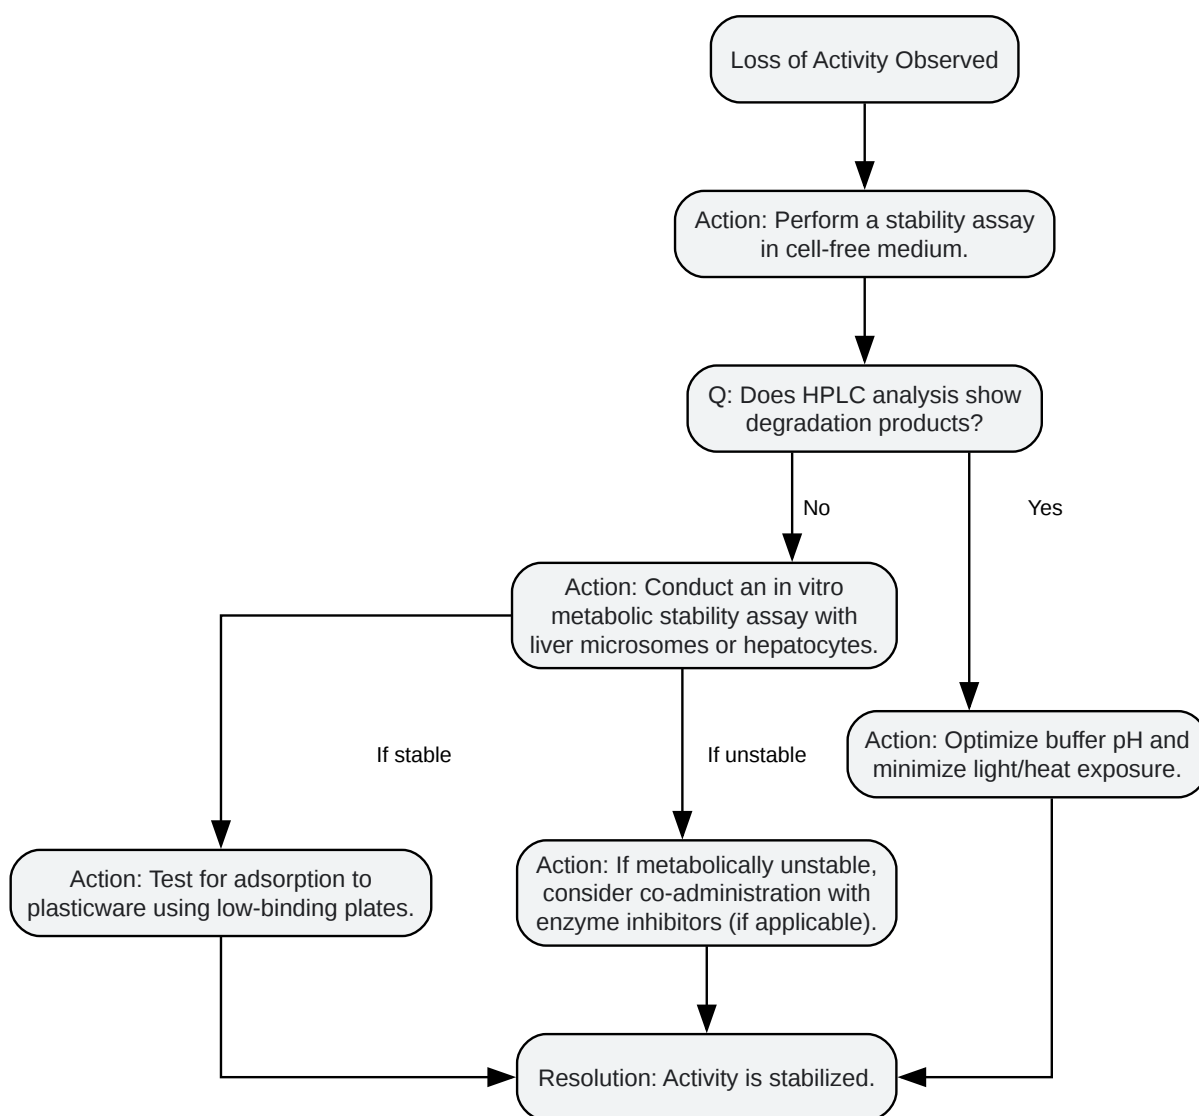 Loss of Activity Observed
Action: Perform a stability assay
in cell-free medium.
Q: Does HPLC analysis show
degradation products?
No
Yes
Action: Conduct an in vitro
metabolic stability assay with
liver microsomes or hepatocytes.
Action: Optimize buffer pH and
minimize light/heat exposure.
If stable
If unstable
Action: Test for adsorption to
plasticware using low-binding plates.
Action: If metabolically unstable,
consider co-administration with
enzyme inhibitors (if applicable).
Resolution: Activity is stabilized.